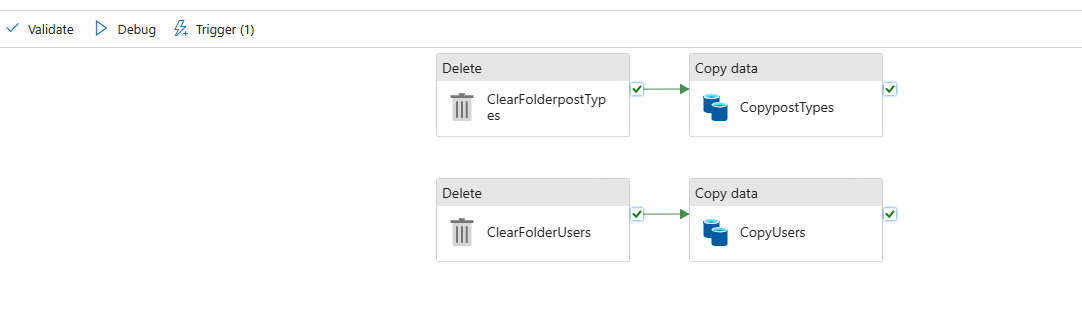 Validate Debug Trigger (1)
Delete
ClearFolderpostTyp
es
Copy data
CopypostTypes
Delete
ClearFolderUsers
Copy data
CopyUsers